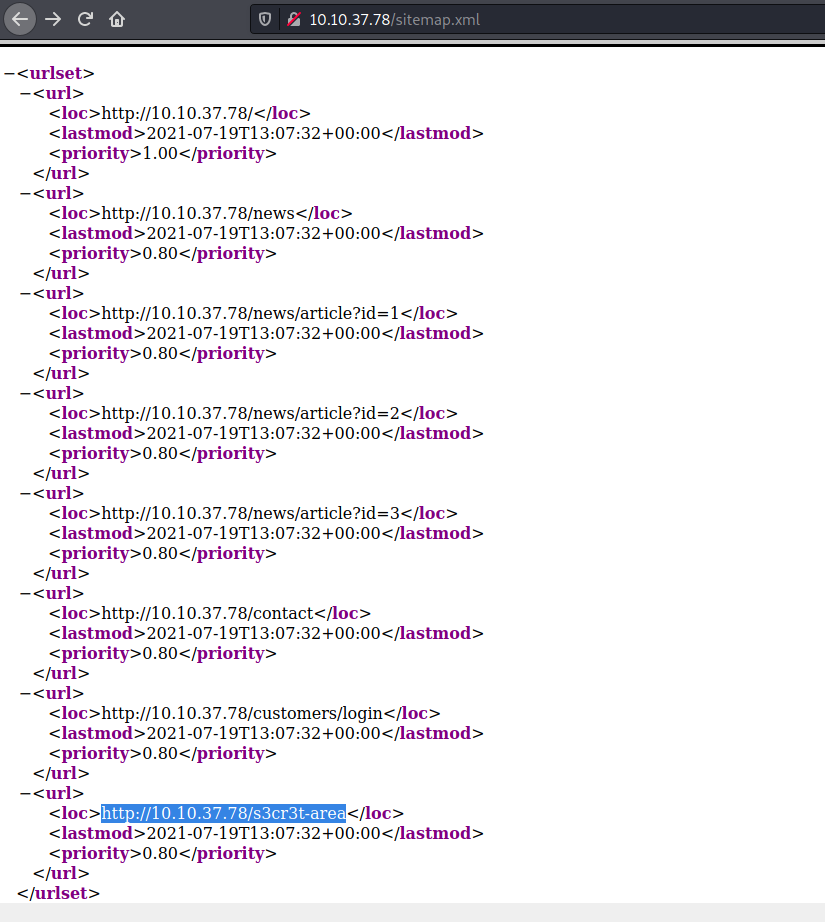 10.10.37.78/sitemap.xml
−<urlset>
−<url>
<loc>http://10.10.37.78/</loc>
<lastmod>2021-07-19T13:07:32+00:00</lastmod>
<priority>1.00</priority>
</url>
−<url>
<loc>http://10.10.37.78/news</loc>
<lastmod>2021-07-19T13:07:32+00:00</lastmod>
<priority>0.80</priority>
</url>
−<url>
<loc>http://10.10.37.78/news/article?id=1</loc>
<lastmod>2021-07-19T13:07:32+00:00</lastmod>
<priority>0.80</priority>
</url>
−<url>
<loc>http://10.10.37.78/news/article?id=2</loc>
<lastmod>2021-07-19T13:07:32+00:00</lastmod>
<priority>0.80</priority>
</url>
−<url>
<loc>http://10.10.37.78/news/article?id=3</loc>
<lastmod>2021-07-19T13:07:32+00:00</lastmod>
<priority>0.80</priority>
</url>
−<url>
<loc>http://10.10.37.78/contact</loc>
<lastmod>2021-07-19T13:07:32+00:00</lastmod>
<priority>0.80</priority>
</url>
−<url>
<loc>http://10.10.37.78/customers/login</loc>
<lastmod>2021-07-19T13:07:32+00:00</lastmod>
<priority>0.80</priority>
</url>
−<url>
<loc>http://10.10.37.78/s3cr3t-area</loc>
<lastmod>2021-07-19T13:07:32+00:00</lastmod>
<priority>0.80</priority>
</url>
</urlset>